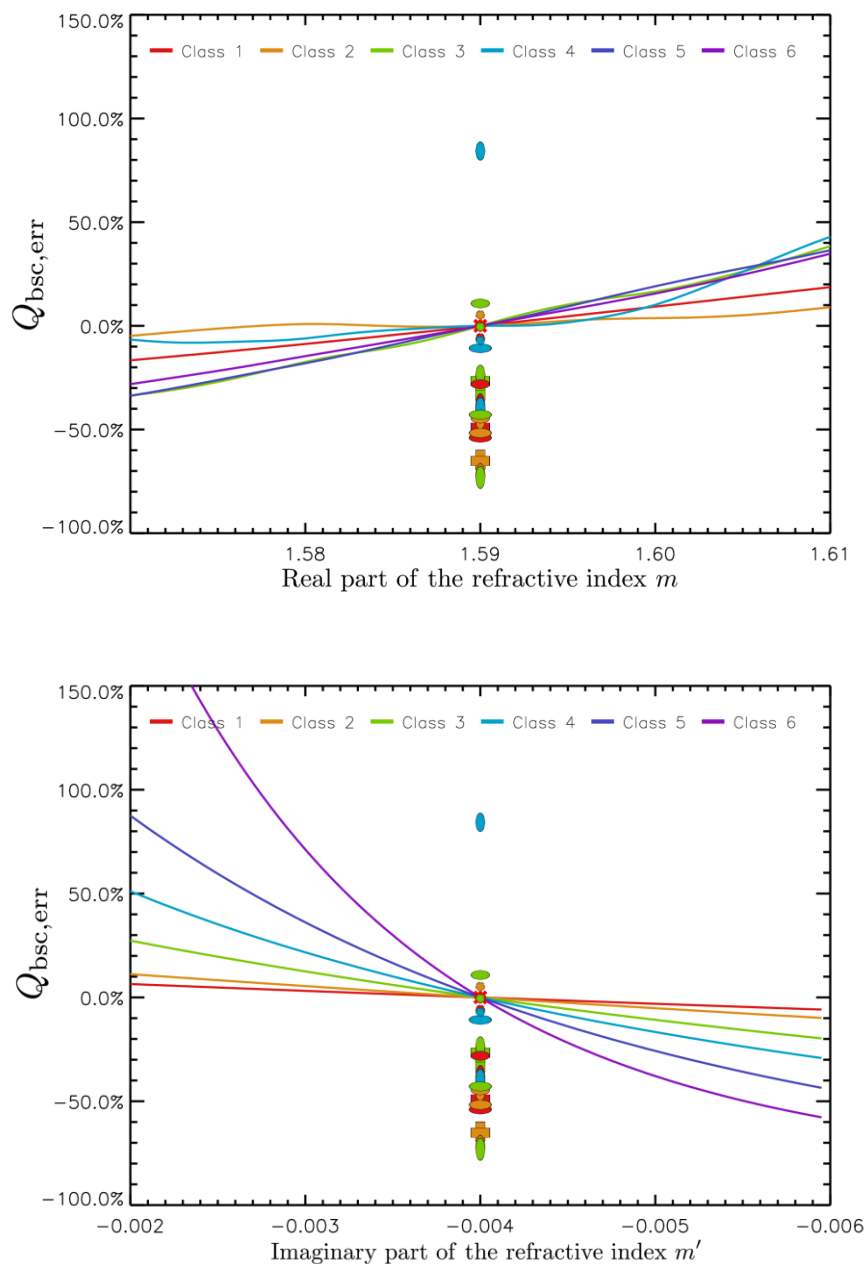 150.0%
Class 1 Class 2 Class 3 Class 4 Class 5 Class 6
100.0%
50.0%
0.0%
−50.0%
−100.0%
Q_bsc,err
1.58 1.59 1.60 1.61
Real part of the refractive index m
150.0%
Class 1 Class 2 Class 3 Class 4 Class 5 Class 6
100.0%
50.0%
0.0%
−50.0%
−100.0%
Q_bsc,err
−0.002 −0.003 −0.004 −0.005 −0.006
Imaginary part of the refractive index m′